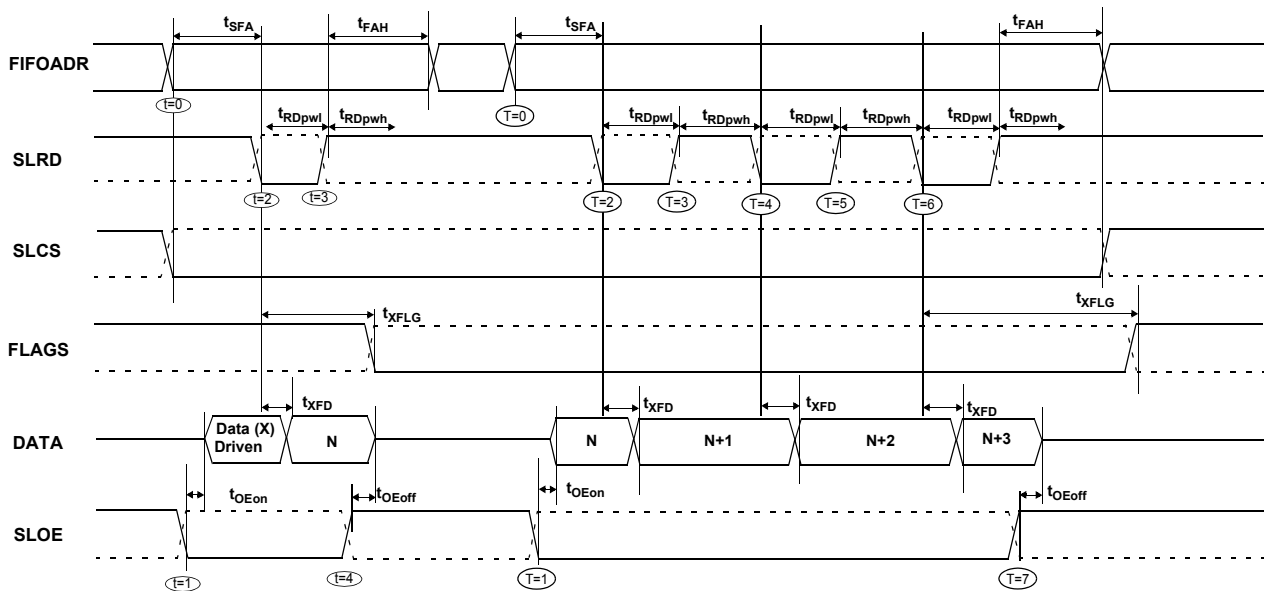 tSFA tFAH tSFA tFAH
FIFOADR
t=0 T=0
tRDpwl tRDpwh tRDpwl tRDpwh tRDpwl tRDpwh tRDpwl tRDpwh
SLRD
t=2 t=3 T=2 T=3 T=4 T=5 T=6
SLCS
tXFLG tXFLG
FLAGS
tXFD tXFD tXFD tXFD
DATA
Data (X)
Driven
N N N+1 N+2 N+3
tOEon tOEoff tOEon tOEoff
SLOE
t=1 t=4 T=1 T=7